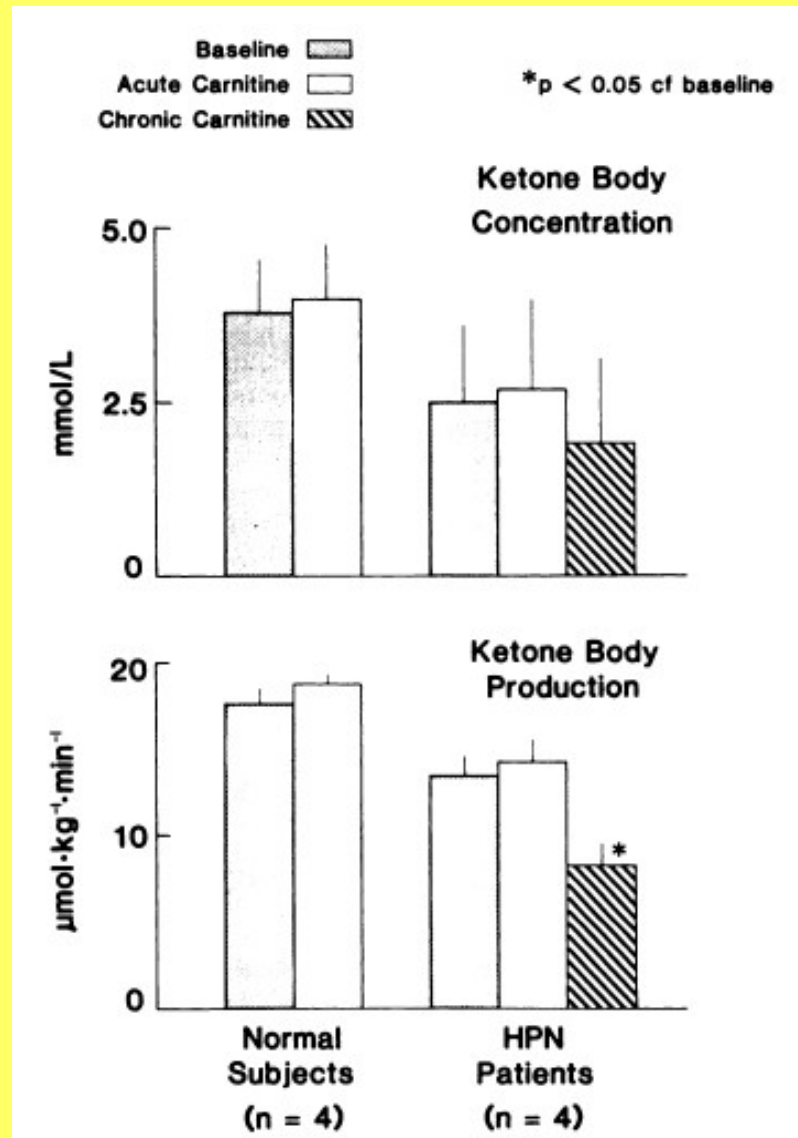 Baseline
Acute Carnitine
Chronic Carnitine
*p < 0.05 cf baseline
Ketone Body
Concentration
5.0
2.5
0
mmol/L
Ketone Body
Production
20
10
0
µmol·kg⁻¹·min⁻¹
Normal
Subjects
(n = 4)
HPN
Patients
(n = 4)
*